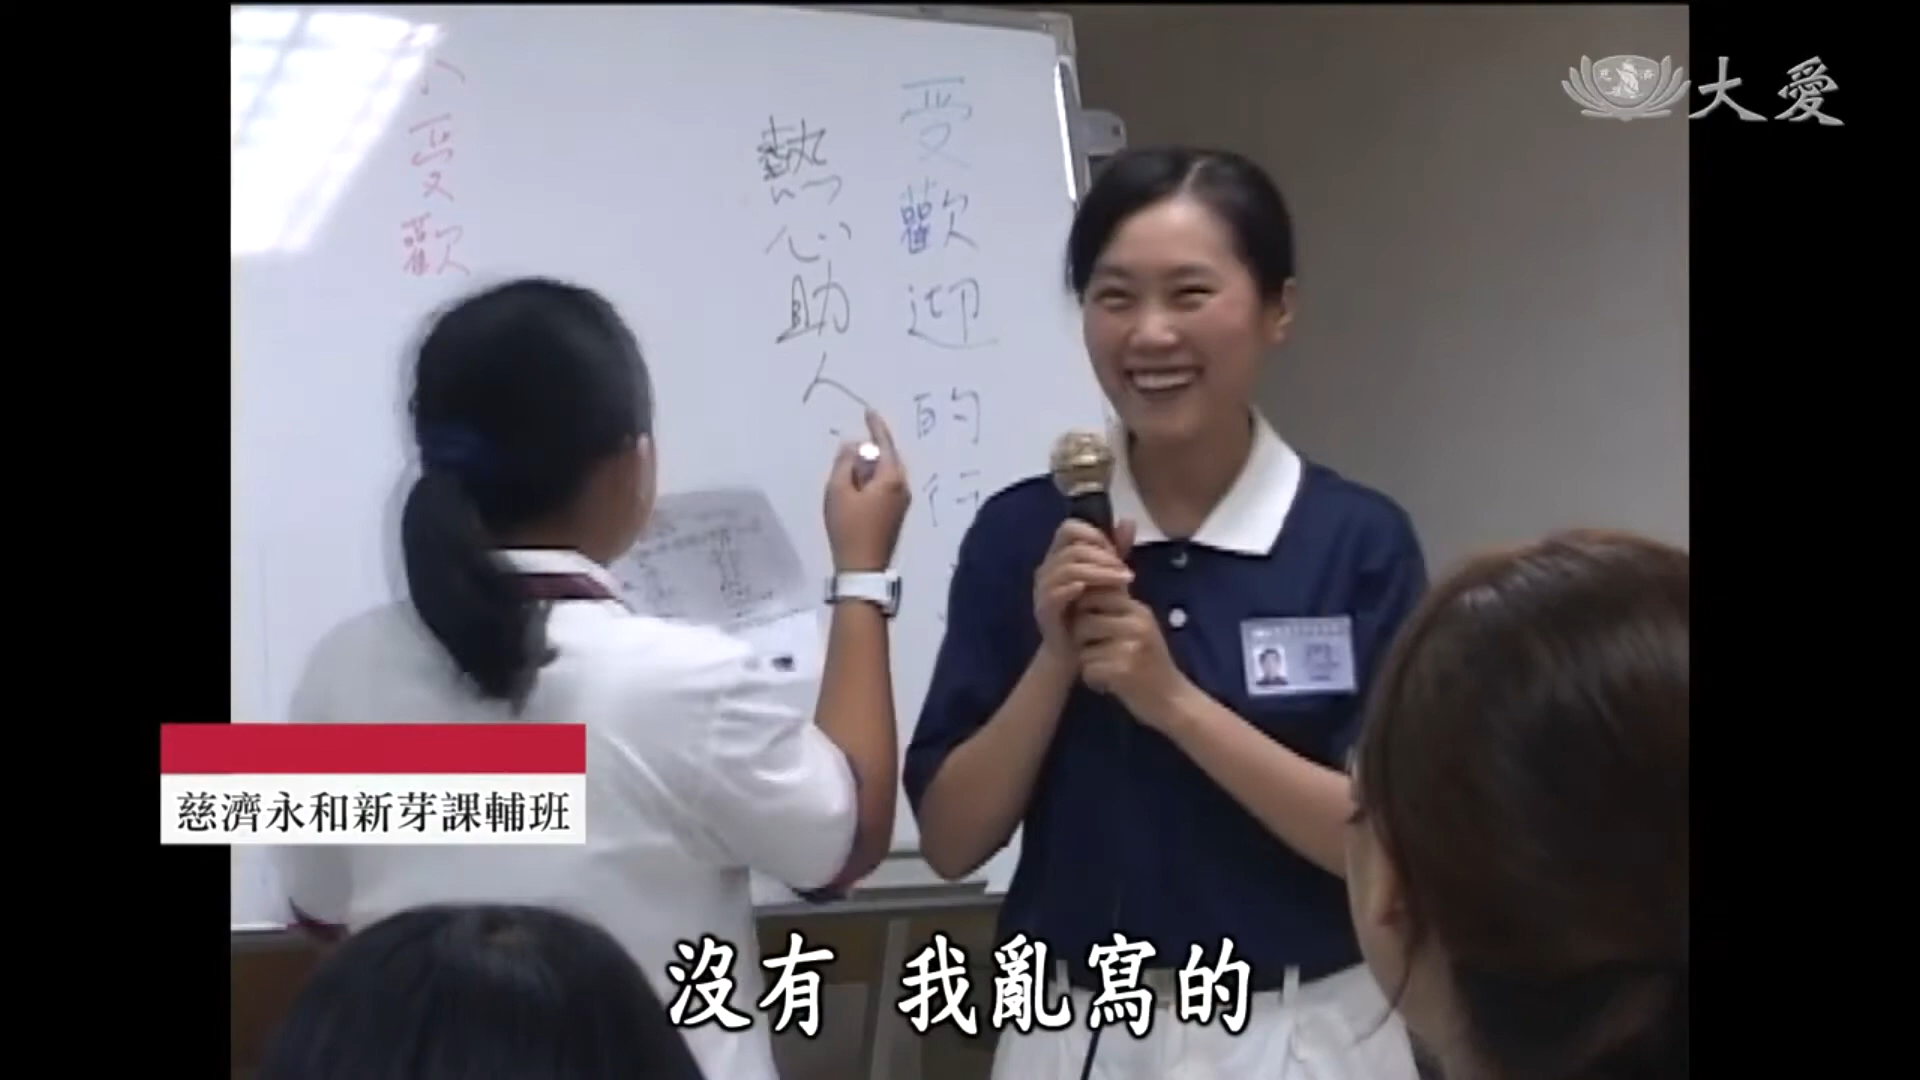 大愛
受歡迎的行
熱心助人
不受歡
慈濟永和新芽課輔班
沒有 我亂寫的